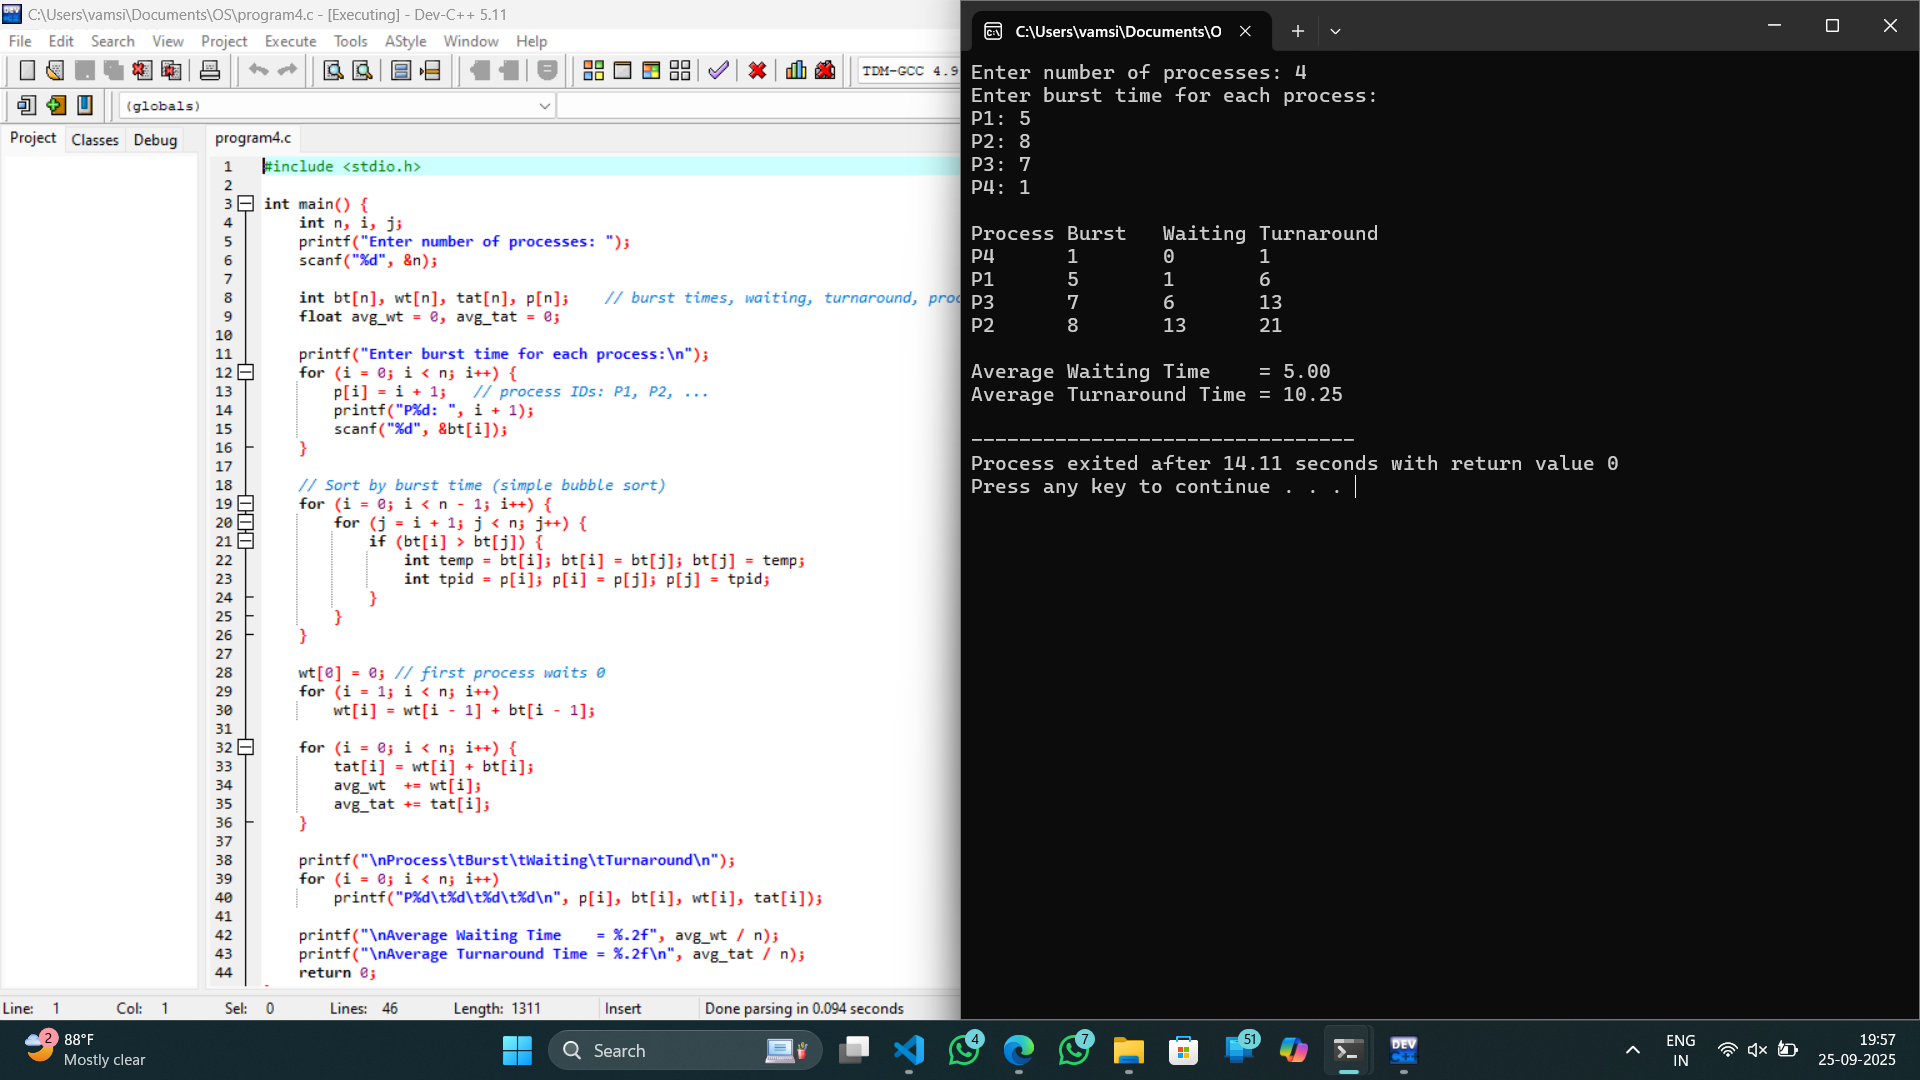 C:\Users\vamsi\Documents\OS\program4.c - [Executing] - Dev-C++ 5.11
File Edit Search View Project Execute Tools AStyle Window Help
TDM-GCC 4.9
(globals)
Project Classes Debug
program4.c
1 #include <stdio.h>
2
3 int main() {
4 int n, i, j;
5 printf("Enter number of processes: ");
6 scanf("%d", &n);
7
8 int bt[n], wt[n], tat[n], p[n]; // burst times, waiting, turnaround, proc
9 float avg_wt = 0, avg_tat = 0;
10
11 printf("Enter burst time for each process:\n");
12 for (i = 0; i < n; i++) {
13 p[i] = i + 1; // process IDs: P1, P2, ...
14 printf("P%d: ", i + 1);
15 scanf("%d", &bt[i]);
16 }
17
18 // Sort by burst time (simple bubble sort)
19 for (i = 0; i < n - 1; i++) {
20 for (j = i + 1; j < n; j++) {
21 if (bt[i] > bt[j]) {
22 int temp = bt[i]; bt[i] = bt[j]; bt[j] = temp;
23 int tpid = p[i]; p[i] = p[j]; p[j] = tpid;
24 }
25 }
26 }
27
28 wt[0] = 0; // first process waits 0
29 for (i = 1; i < n; i++)
30 wt[i] = wt[i - 1] + bt[i - 1];
31
32 for (i = 0; i < n; i++) {
33 tat[i] = wt[i] + bt[i];
34 avg_wt += wt[i];
35 avg_tat += tat[i];
36 }
37
38 printf("\nProcess\tBurst\tWaiting\tTurnaround\n");
39 for (i = 0; i < n; i++)
40 printf("P%d\t%d\t%d\t%d\n", p[i], bt[i], wt[i], tat[i]);
41
42 printf("\nAverage Waiting Time    = %.2f", avg_wt / n);
43 printf("\nAverage Turnaround Time = %.2f\n", avg_tat / n);
44 return 0;
Line: 1 Col: 1 Sel: 0 Lines: 46 Length: 1311 Insert Done parsing in 0.094 seconds
C:\Users\vamsi\Documents\O
Enter number of processes: 4
Enter burst time for each process:
P1: 5
P2: 8
P3: 7
P4: 1
Process Burst Waiting Turnaround
P4 1 0 1
P1 5 1 6
P3 7 6 13
P2 8 13 21
Average Waiting Time    = 5.00
Average Turnaround Time = 10.25
--------------------------------
Process exited after 14.11 seconds with return value 0
Press any key to continue . . .
2
88°F
Mostly clear
Search
4
7
51
DEV
C++
ENG
IN
19:57
25-09-2025